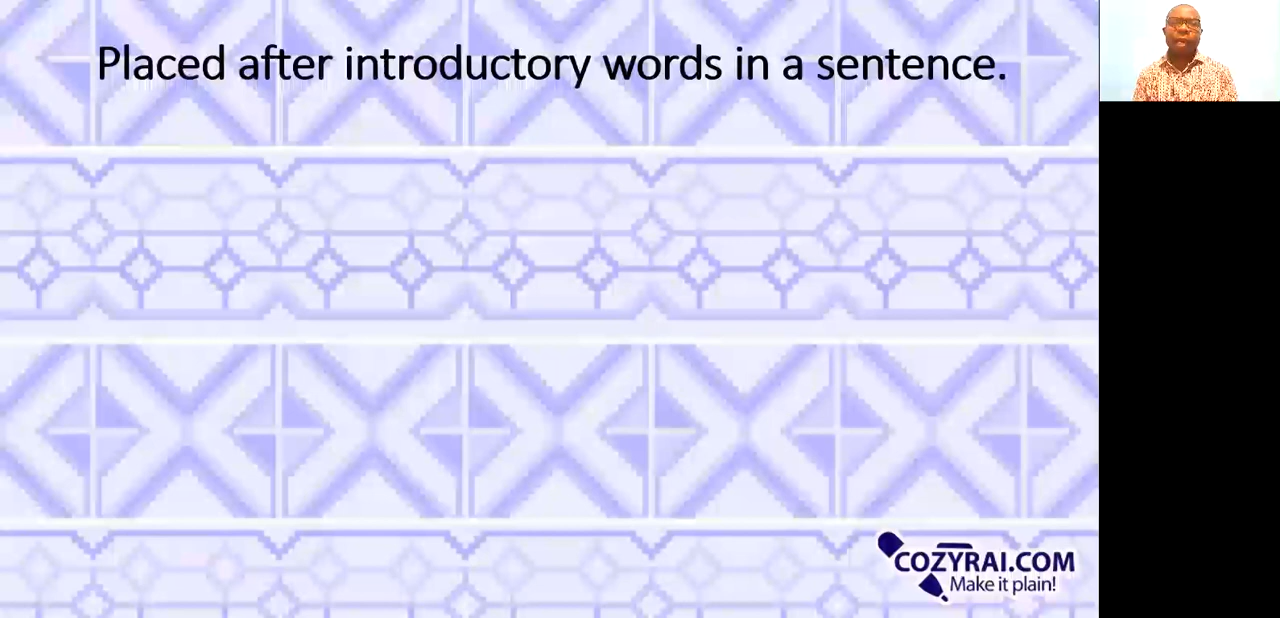 Placed after introductory words in a sentence.
COZYRAI.COM
Make it plain!